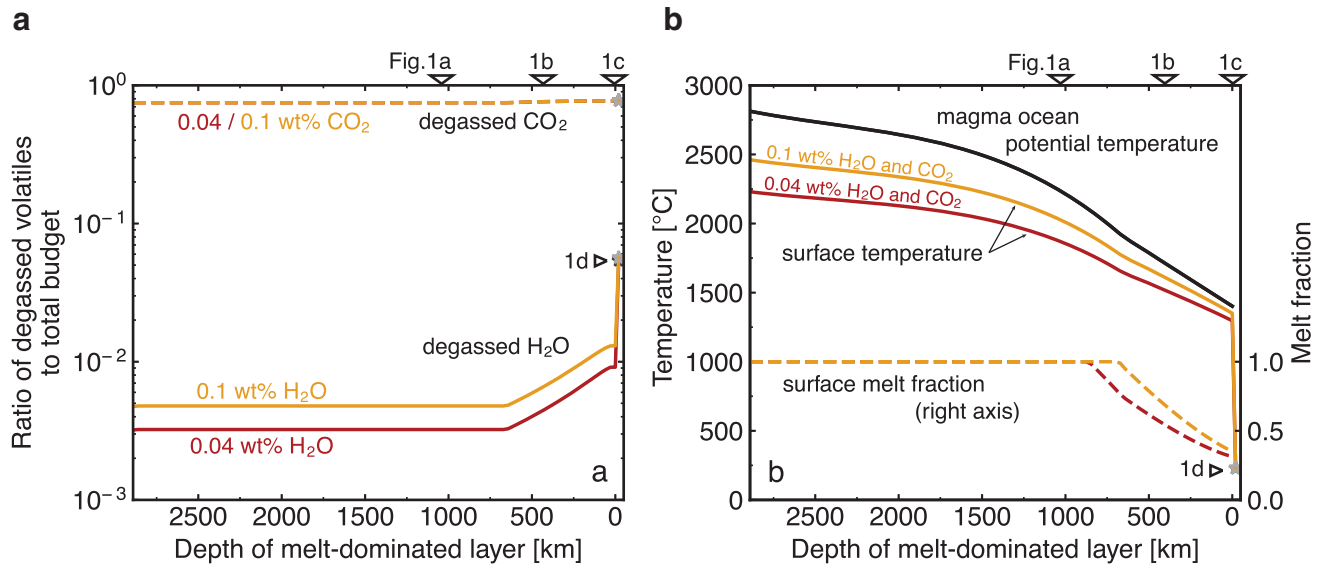 a
Fig.1a 1b 1c
10⁰
10⁻¹
10⁻²
10⁻³
Ratio of degassed volatiles
to total budget
0.04 / 0.1 wt% CO₂
degassed CO₂
1d
degassed H₂O
0.1 wt% H₂O
0.04 wt% H₂O
a
2500 2000 1500 1000 500 0
Depth of melt-dominated layer [km]
b
Fig.1a 1b 1c
3000
2500
2000
1500
1000
500
0
Temperature [°C]
magma ocean
potential temperature
0.1 wt% H₂O and CO₂
0.04 wt% H₂O and CO₂
surface temperature
surface melt fraction
(right axis)
1d
b
1.0
0.5
0.0
Melt fraction
2500 2000 1500 1000 500 0
Depth of melt-dominated layer [km]